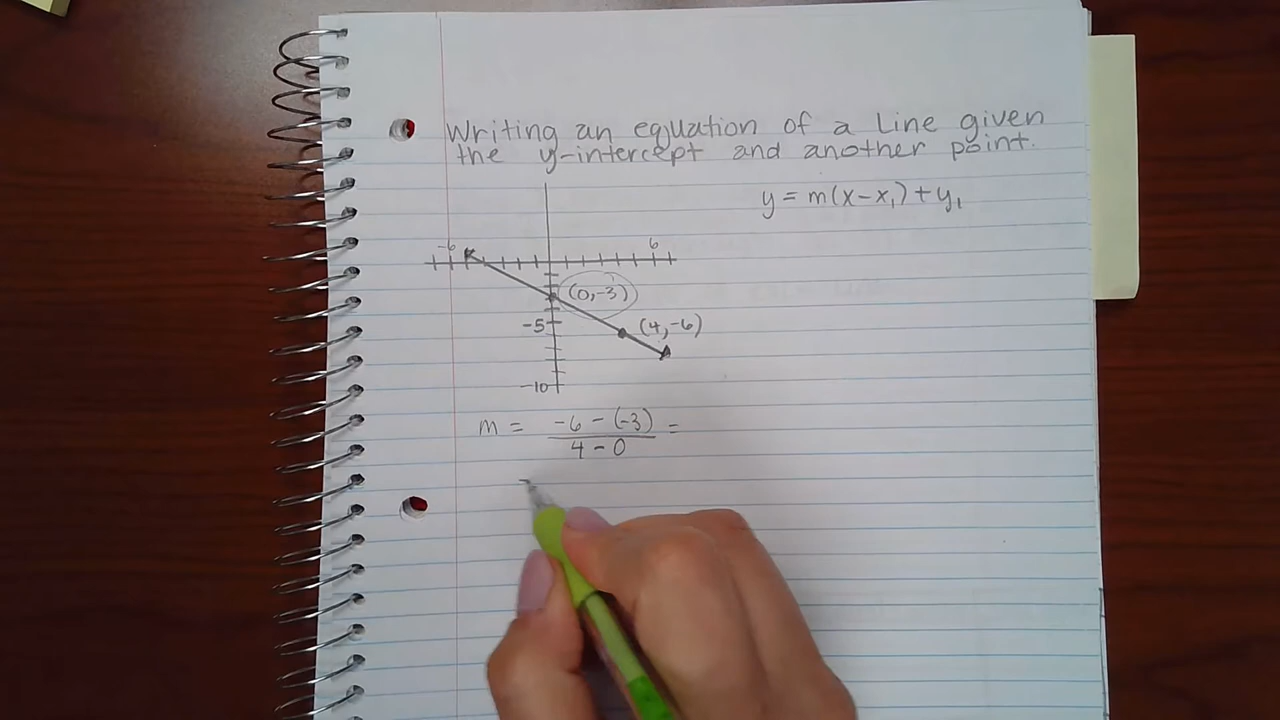 Writing an equation of a Line given
the y-intercept and another point.
y = m(x-x₁)+y₁
-6
6
(0,-3)
-5
(4,-6)
-10
m = -6 - (-3) =
4 - 0